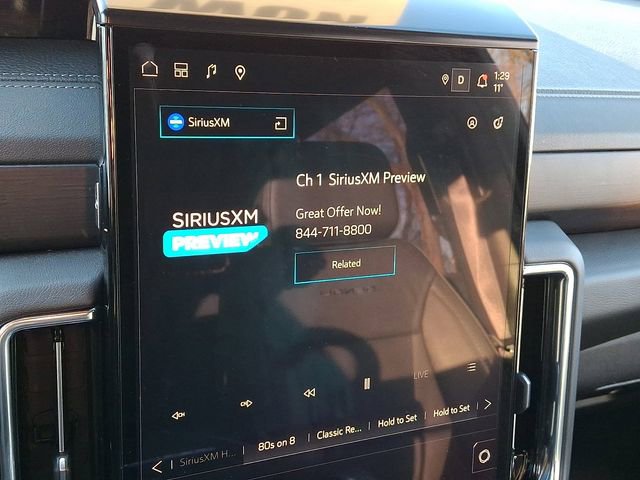 D
1:29
11°
SiriusXM
Ch 1 SiriusXM Preview
SIRIUSXM
PREVIEW
Great Offer Now!
844-711-8800
Related
LIVE
SiriusXM H...
80s on 8
Classic Re...
Hold to Set
Hold to Set